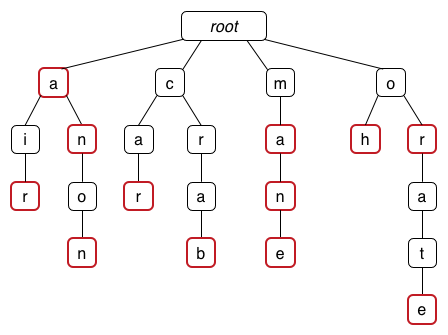 root
a c m o
i n a r a h r
r o r a n a
n b e t
e